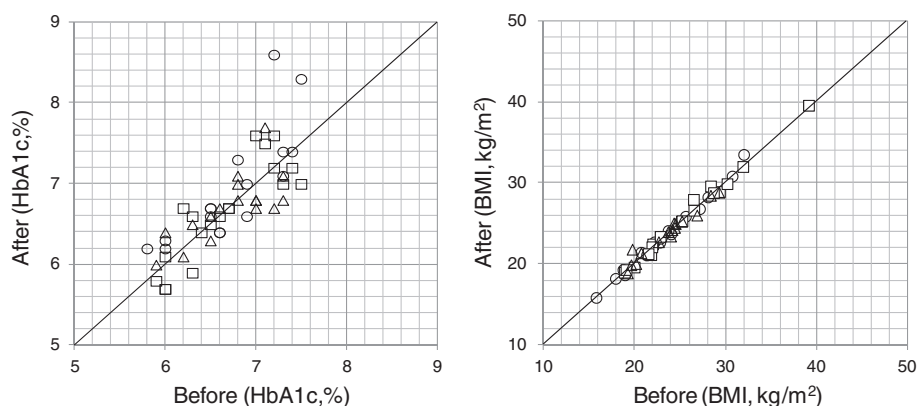 9
8
7
6
5
After (HbA1c,%)
5 6 7 8 9
Before (HbA1c,%)
50
40
30
20
10
After (BMI, kg/m²)
10 20 30 40 50
Before (BMI, kg/m²)